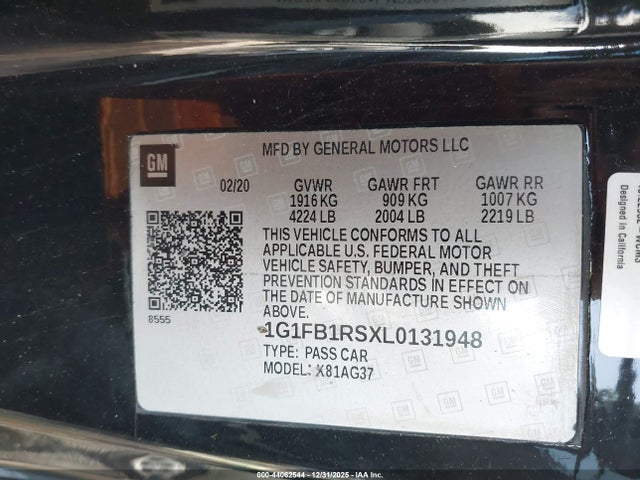 MFD BY GENERAL MOTORS LLC
GM
02/20 GVWR GAWR FRT GAWR RR
1916 KG 909 KG 1007 KG
4224 LB 2004 LB 2219 LB
THIS VEHICLE CONFORMS TO ALL
APPLICABLE U.S. FEDERAL MOTOR
VEHICLE SAFETY, BUMPER, AND THEFT
PREVENTION STANDARDS IN EFFECT ON
THE DATE OF MANUFACTURE SHOWN
ABOVE.
8555
1G1FB1RSXL0131948
TYPE: PASS CAR
MODEL: X81AG37
Designed in California
000-44062544 - 12/31/2025 - IAA Inc.